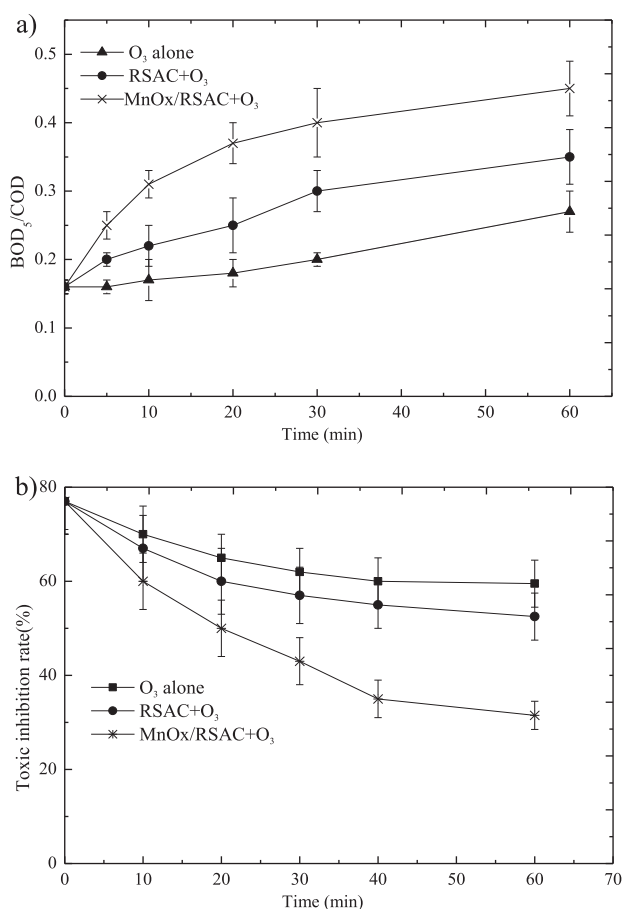 a)
0.5
0.4
0.3
0.2
0.1
0.0
BOD₅/COD
O₃ alone
RSAC+O₃
MnOx/RSAC+O₃
0 10 20 30 40 50 60
Time (min)
b)
80
60
40
20
0
Toxic inhibition rate(%)
O₃ alone
RSAC+O₃
MnOx/RSAC+O₃
0 10 20 30 40 50 60 70
Time (min)